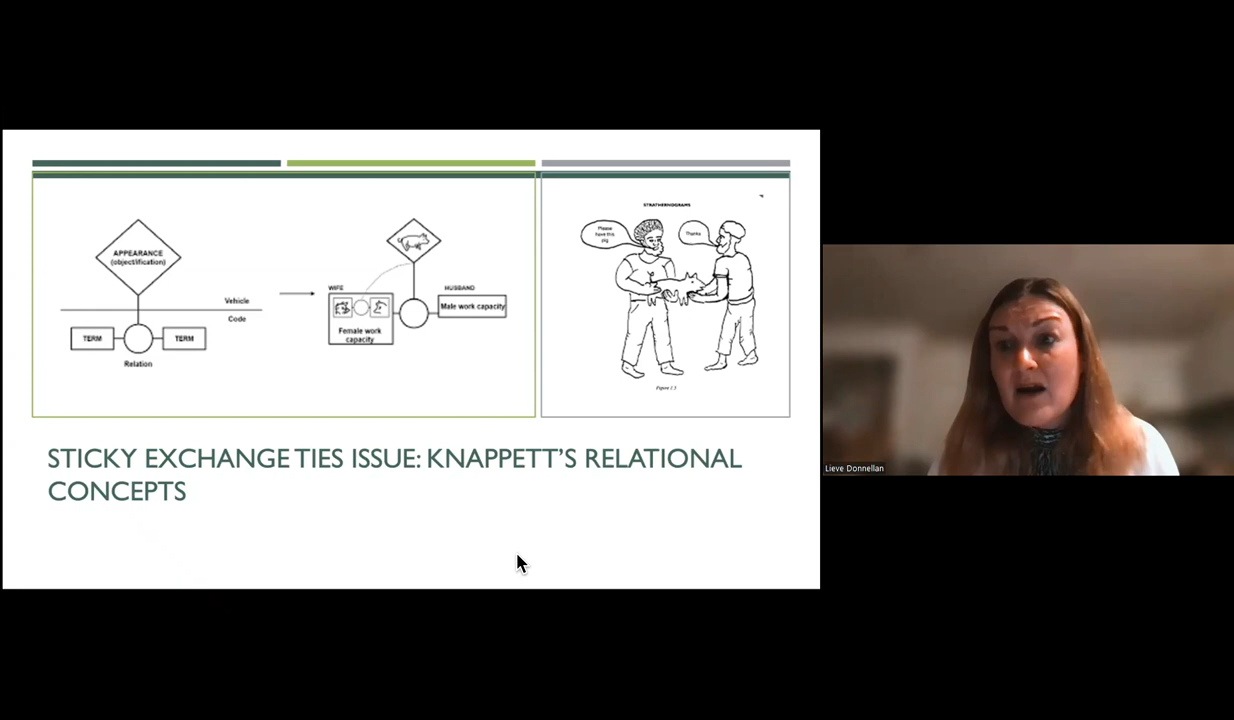 APPEARANCE
(objectification)
Vehicle
Code
TERM
TERM
Relation
WIFE
HUSBAND
Male work capacity
Female work
capacity
STRATHERNOGRAMS
Please
have this
pig
Thanks
Figure 1.1
STICKY EXCHANGE TIES ISSUE: KNAPPETT'S RELATIONAL
CONCEPTS
Lieve Donnellan